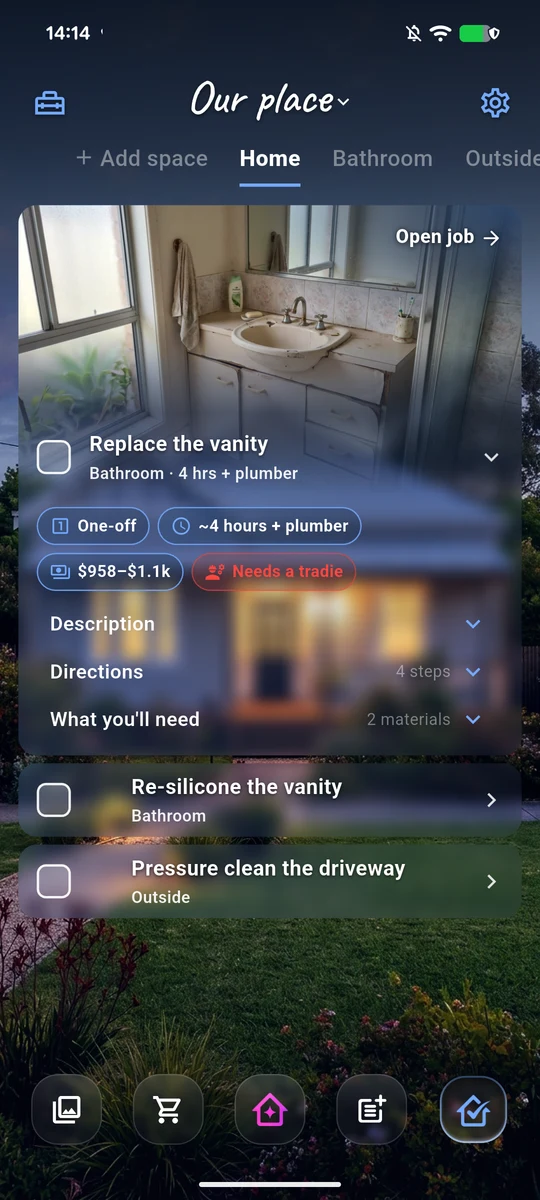 14:14
Our place
+ Add space Home Bathroom Outside
Open job →
Replace the vanity
Bathroom · 4 hrs + plumber
1 One-off ~4 hours + plumber
$958–$1.1k Needs a tradie
Description
Directions 4 steps
What you'll need 2 materials
Re-silicone the vanity
Bathroom
Pressure clean the driveway
Outside